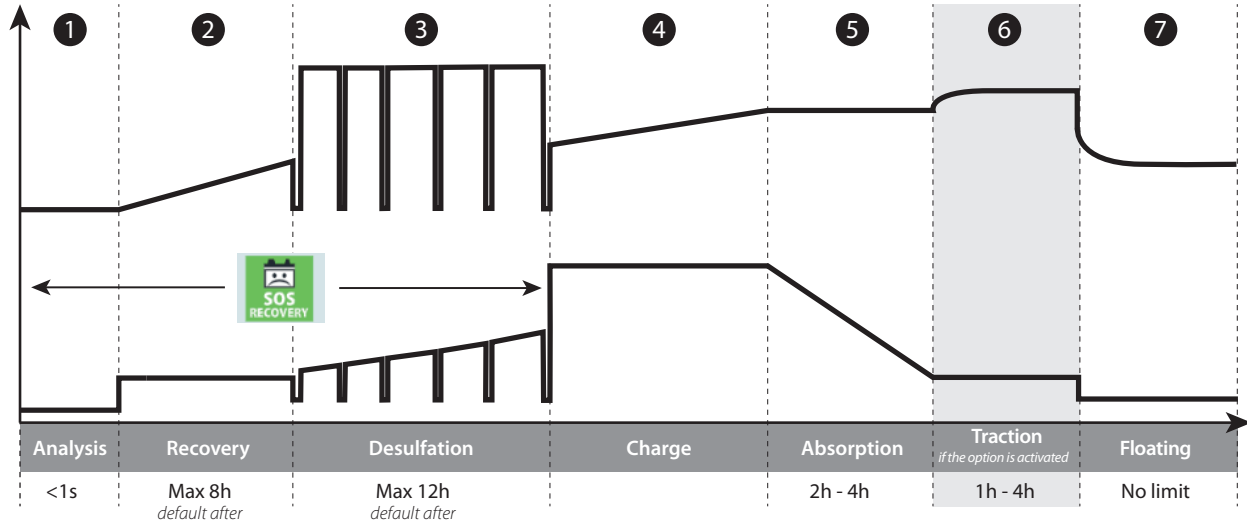 1 2 3 4 5 6 7
SOS
RECOVERY
Analysis Recovery Desulfation Charge Absorption Traction Floating
if the option is activated
<1s Max 8h Max 12h 2h - 4h 1h - 4h No limit
default after default after